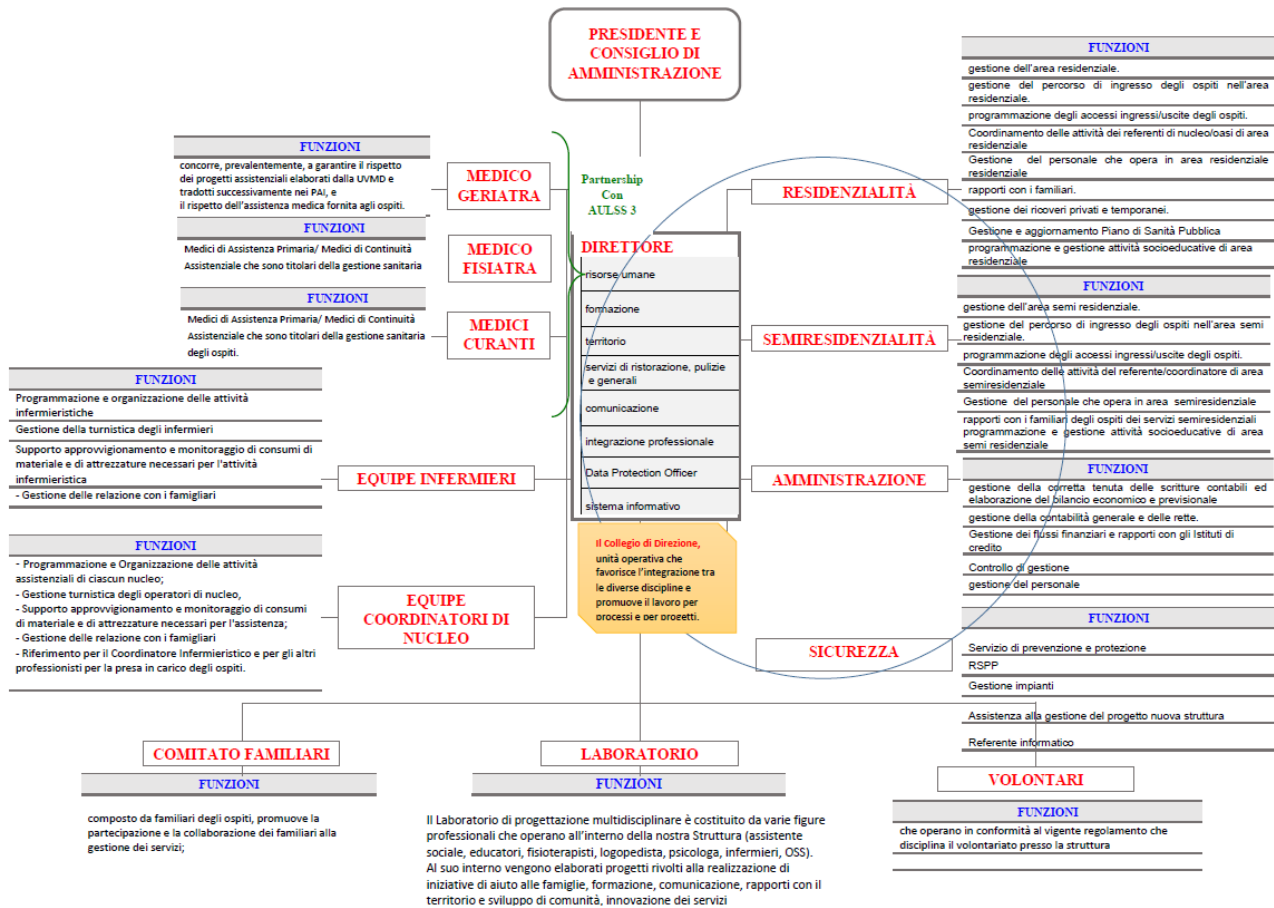 PRESIDENTE E
CONSIGLIO DI
AMMINISTRAZIONE
FUNZIONI
concorre, prevalentemente, a garantire il rispetto
dei progetti assistenziali elaborati dalla UVMD e
tradotti successivamente nei PAI, e
il rispetto dell'assistenza medica fornita agli ospiti.
MEDICO
GERIATRA
FUNZIONI
Medici di Assistenza Primaria/ Medici di Continuità
Assistenziale che sono titolari della gestione sanitaria
MEDICO
FISIATRA
FUNZIONI
Medici di Assistenza Primaria/ Medici di Continuità
Assistenziale che sono titolari della gestione sanitaria
degli ospiti.
MEDICI
CURANTI
Partnership
Con
AULSS 3
FUNZIONI
Programmazione e organizzazione delle attività
infermieristiche
Gestione della turnistica degli infermieri
Supporto approvvigionamento e monitoraggio di consumi di
materiale e di attrezzature necessari per l'attività
infermieristica
- Gestione delle relazione con i famigliari
EQUIPE INFERMIERI
FUNZIONI
- Programmazione e Organizzazione delle attività
assistenziali di ciascun nucleo;
- Gestione turnistica degli operatori di nucleo,
- Supporto approvvigionamento e monitoraggio di consumi
di materiale e di attrezzature necessari per l'assistenza;
- Gestione delle relazione con i famigliari
- Riferimento per il Coordinatore Infermieristico e per gli altri
professionisti per la presa in carico degli ospiti.
EQUIPE
COORDINATORI DI
NUCLEO
DIRETTORE
risorse umane
formazione
territorio
servizi di ristorazione, pulizie
e generali
comunicazione
integrazione professionale
Data Protection Officer
sistema informativo
Il Collegio di Direzione,
unità operativa che
favorisce l'integrazione tra
le diverse discipline e
promuove il lavoro per
processi e per progetti.
RESIDENZIALITÀ
FUNZIONI
gestione dell'area residenziale.
gestione del percorso di ingresso degli ospiti nell'area
residenziale.
programmazione degli accessi ingressi/uscite degli ospiti.
Coordinamento delle attività dei referenti di nucleo/oasi di area
residenziale
Gestione del personale che opera in area residenziale
residenziale
rapporti con i familiari.
gestione dei ricoveri privati e temporanei.
Gestione e aggiornamento Piano di Sanità Pubblica
programmazione e gestione attività socioeducative di area
residenziale
SEMIRESIDENZIALITÀ
FUNZIONI
gestione dell'area semi residenziale.
gestione del percorso di ingresso degli ospiti nell'area semi
residenziale.
programmazione degli accessi ingressi/uscite degli ospiti.
Coordinamento delle attività del referente/coordinatore di area
semiresidenziale
Gestione del personale che opera in area semiresidenziale
rapporti con i familiari degli ospiti dei servizi semiresidenziali
programmazione e gestione attività socioeducative di area
semi residenziale
AMMINISTRAZIONE
FUNZIONI
gestione della corretta tenuta delle scritture contabili ed
elaborazione del bilancio economico e previsionale
gestione della contabilità generale e delle rette.
Gestione dei flussi finanziari e rapporti con gli Istituti di
credito
Controllo di gestione
gestione del personale
SICUREZZA
FUNZIONI
Servizio di prevenzione e protezione
RSPP
Gestione impianti
Assistenza alla gestione del progetto nuova struttura
Referente informatico
COMITATO FAMILIARI
FUNZIONI
composto da familiari degli ospiti, promuove la
partecipazione e la collaborazione dei familiari alla
gestione dei servizi;
LABORATORIO
FUNZIONI
Il Laboratorio di progettazione multidisciplinare è costituito da varie figure
professionali che operano all'interno della nostra Struttura (assistente
sociale, educatori, fisioterapisti, logopedista, psicologa, infermieri, OSS).
Al suo interno vengono elaborati progetti rivolti alla realizzazione di
iniziative di aiuto alle famiglie, formazione, comunicazione, rapporti con il
territorio e sviluppo di comunità, innovazione dei servizi
VOLONTARI
FUNZIONI
che operano in conformità al vigente regolamento che
disciplina il volontariato presso la struttura